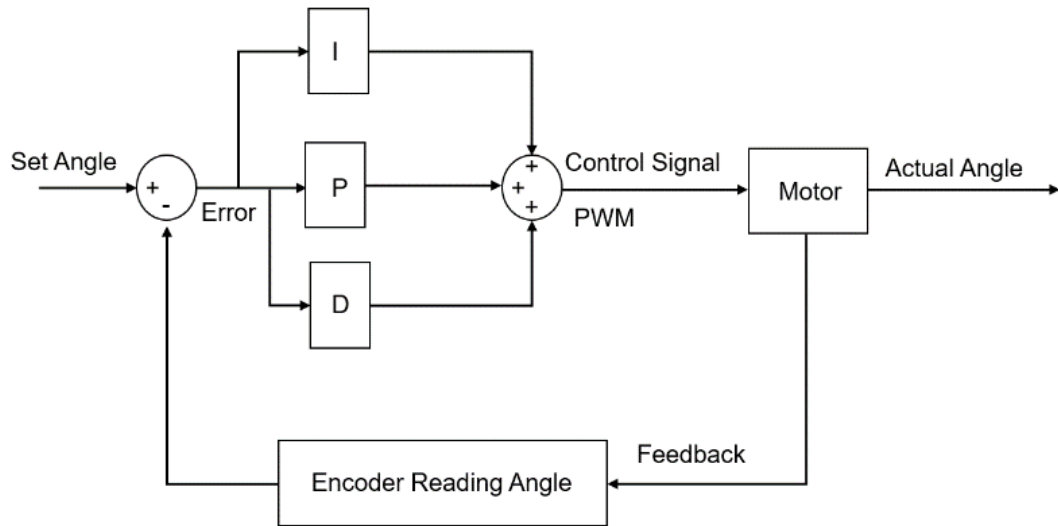 I
Set Angle
+
-
Error
P
+
+
+
Control Signal
PWM
Motor
Actual Angle
D
Feedback
Encoder Reading Angle